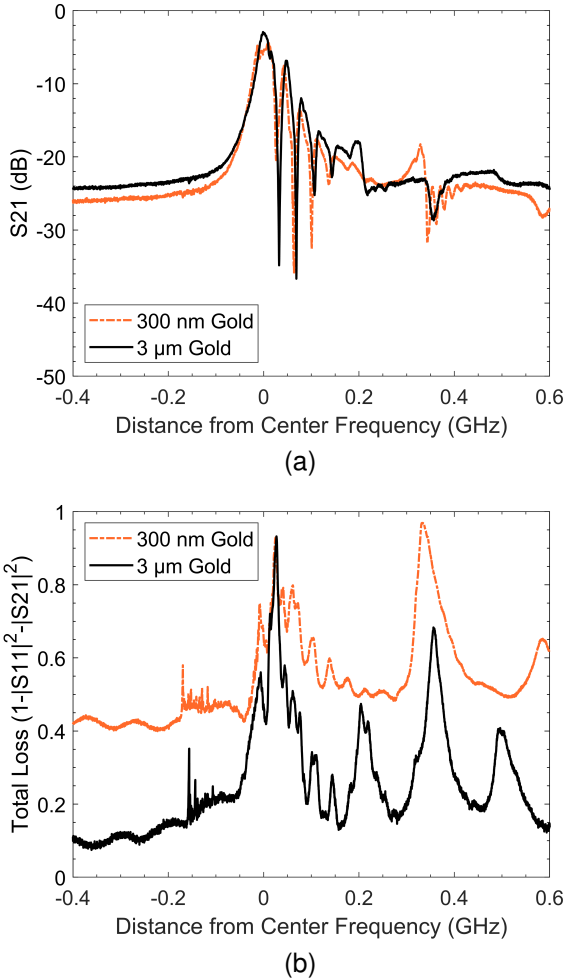 0
-10
-20
-30
-40
-50
S21 (dB)
300 nm Gold
3 µm Gold
-0.4 -0.2 0 0.2 0.4 0.6
Distance from Center Frequency (GHz)
(a)
1
0.8
0.6
0.4
0.2
0
Total Loss (1-|S11|²-|S21|²)
300 nm Gold
3 µm Gold
-0.4 -0.2 0 0.2 0.4 0.6
Distance from Center Frequency (GHz)
(b)